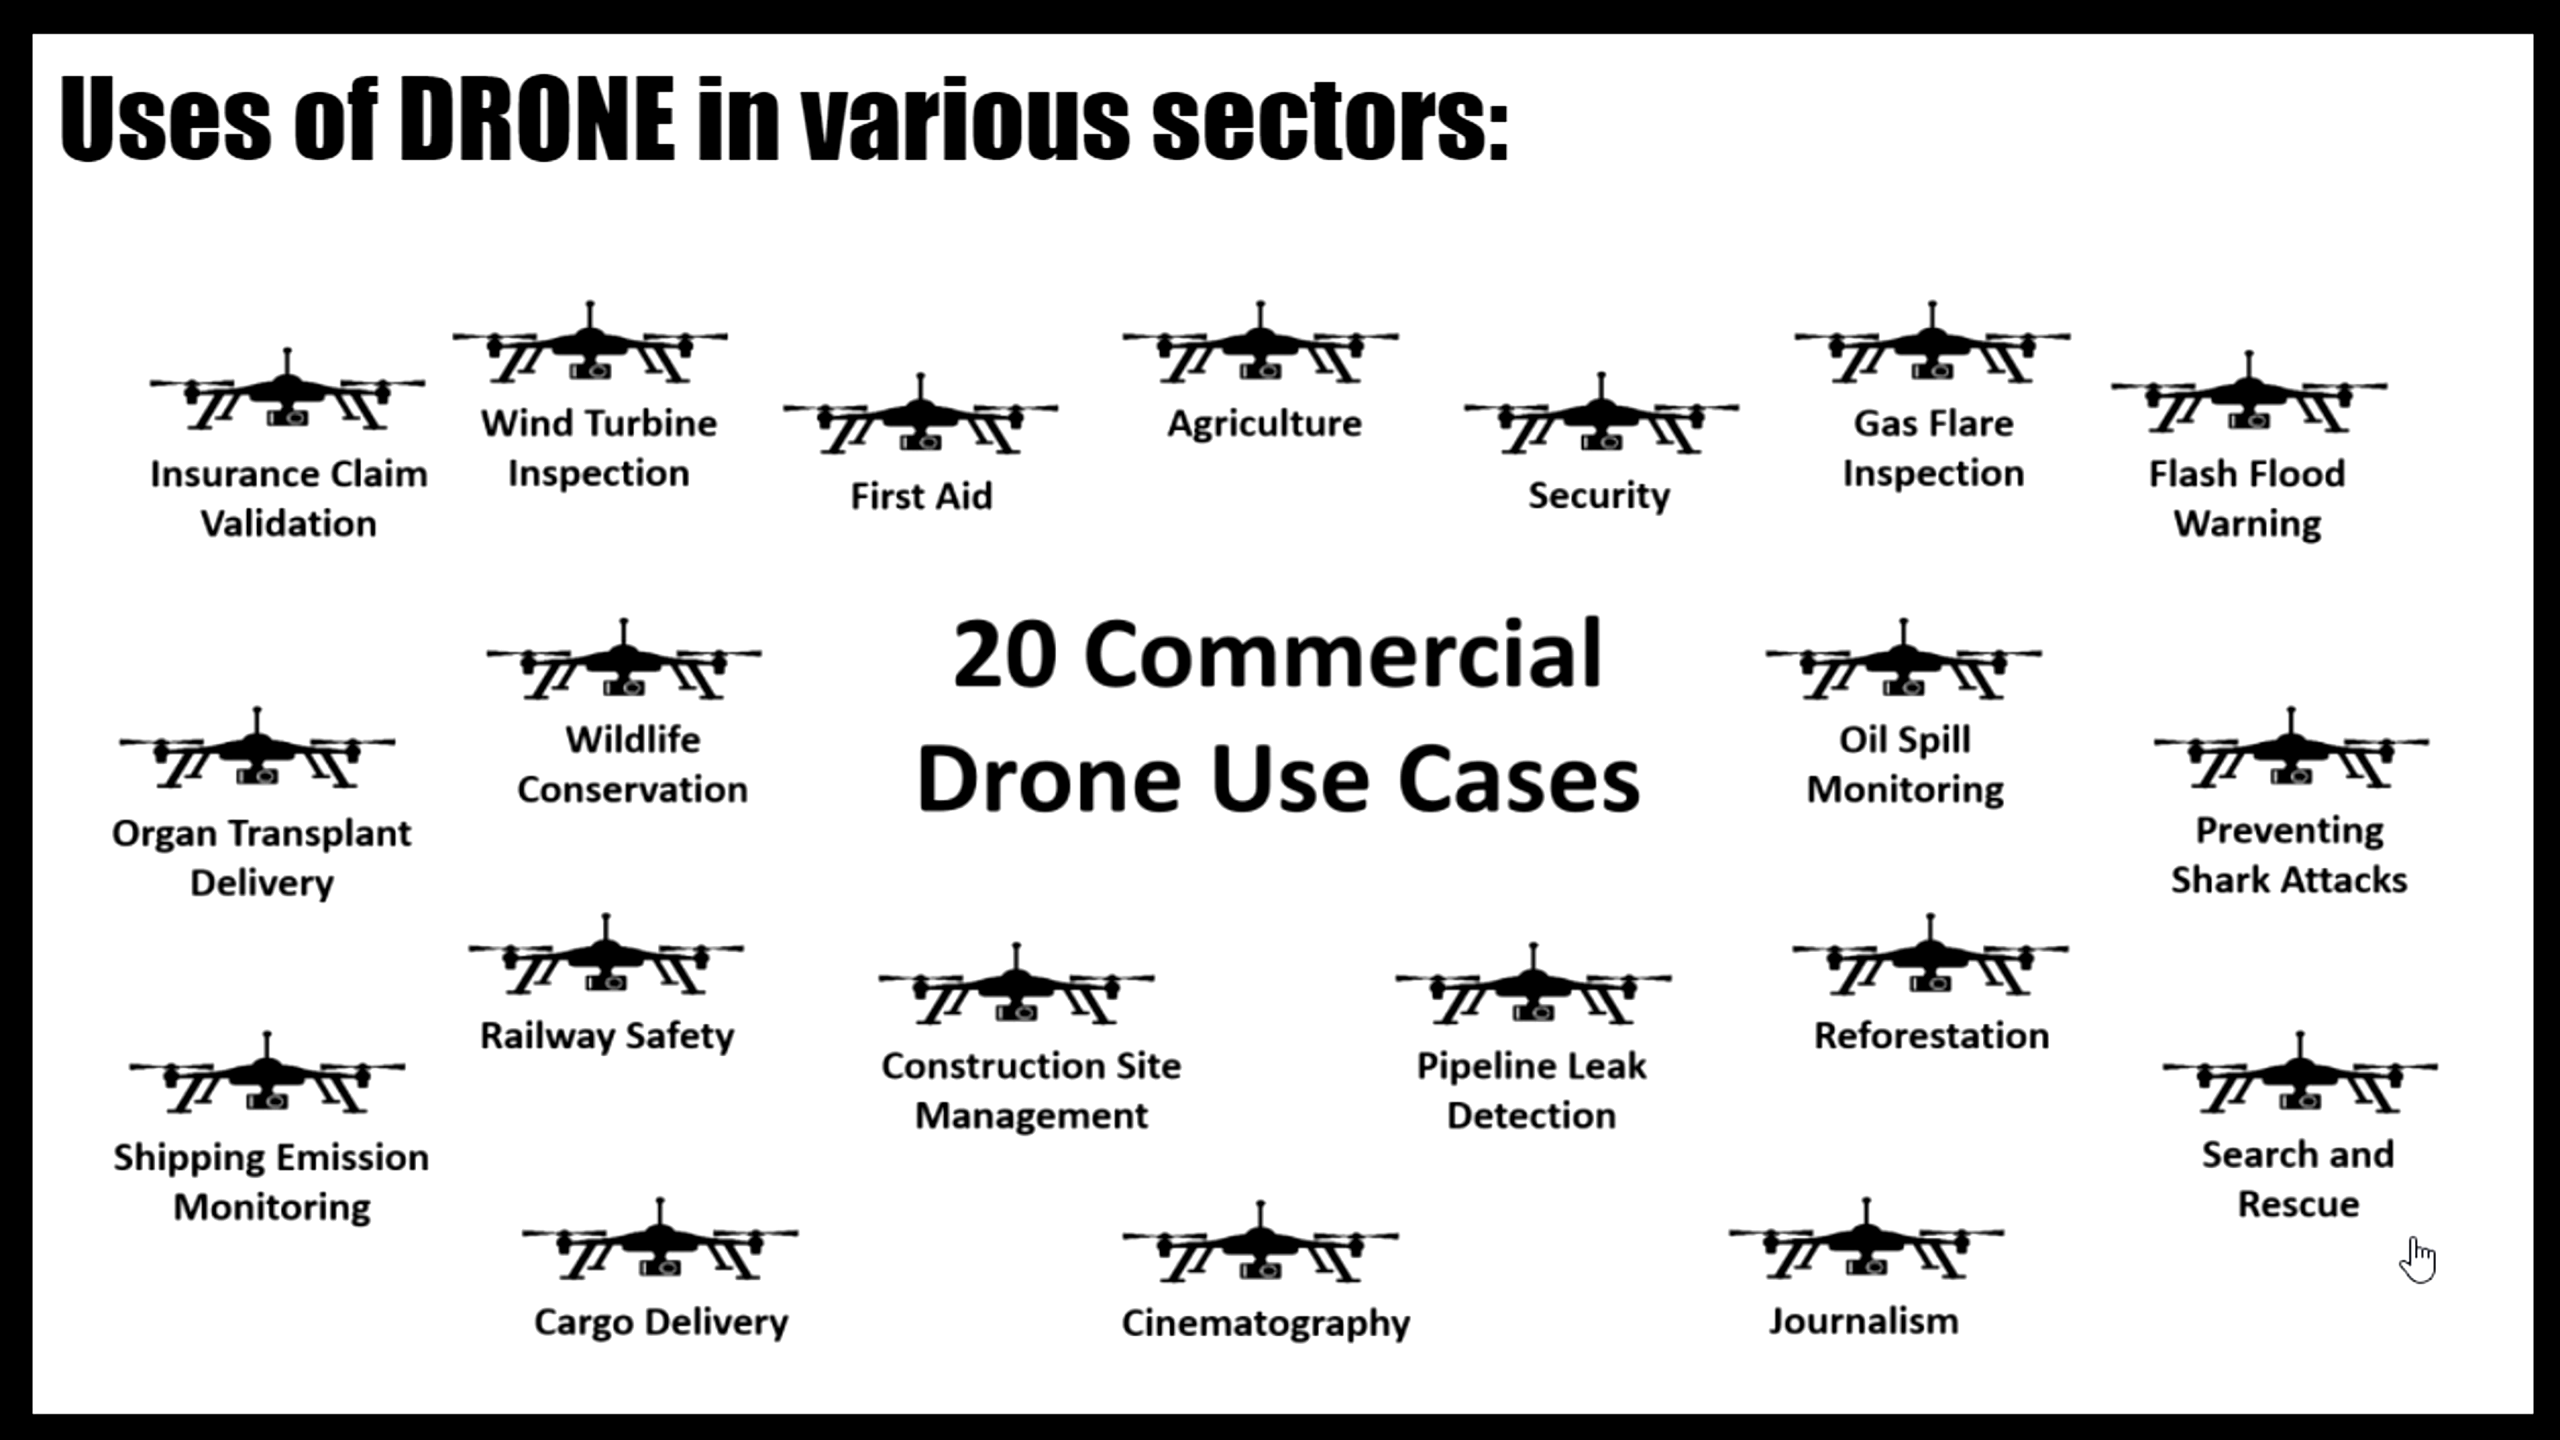 Uses of DRONE in various sectors:
Insurance Claim
Validation
Wind Turbine
Inspection
First Aid
Agriculture
Security
Gas Flare
Inspection
Flash Flood
Warning
20 Commercial
Drone Use Cases
Organ Transplant
Delivery
Wildlife
Conservation
Oil Spill
Monitoring
Preventing
Shark Attacks
Shipping Emission
Monitoring
Railway Safety
Construction Site
Management
Pipeline Leak
Detection
Reforestation
Search and
Rescue
Cargo Delivery
Cinematography
Journalism